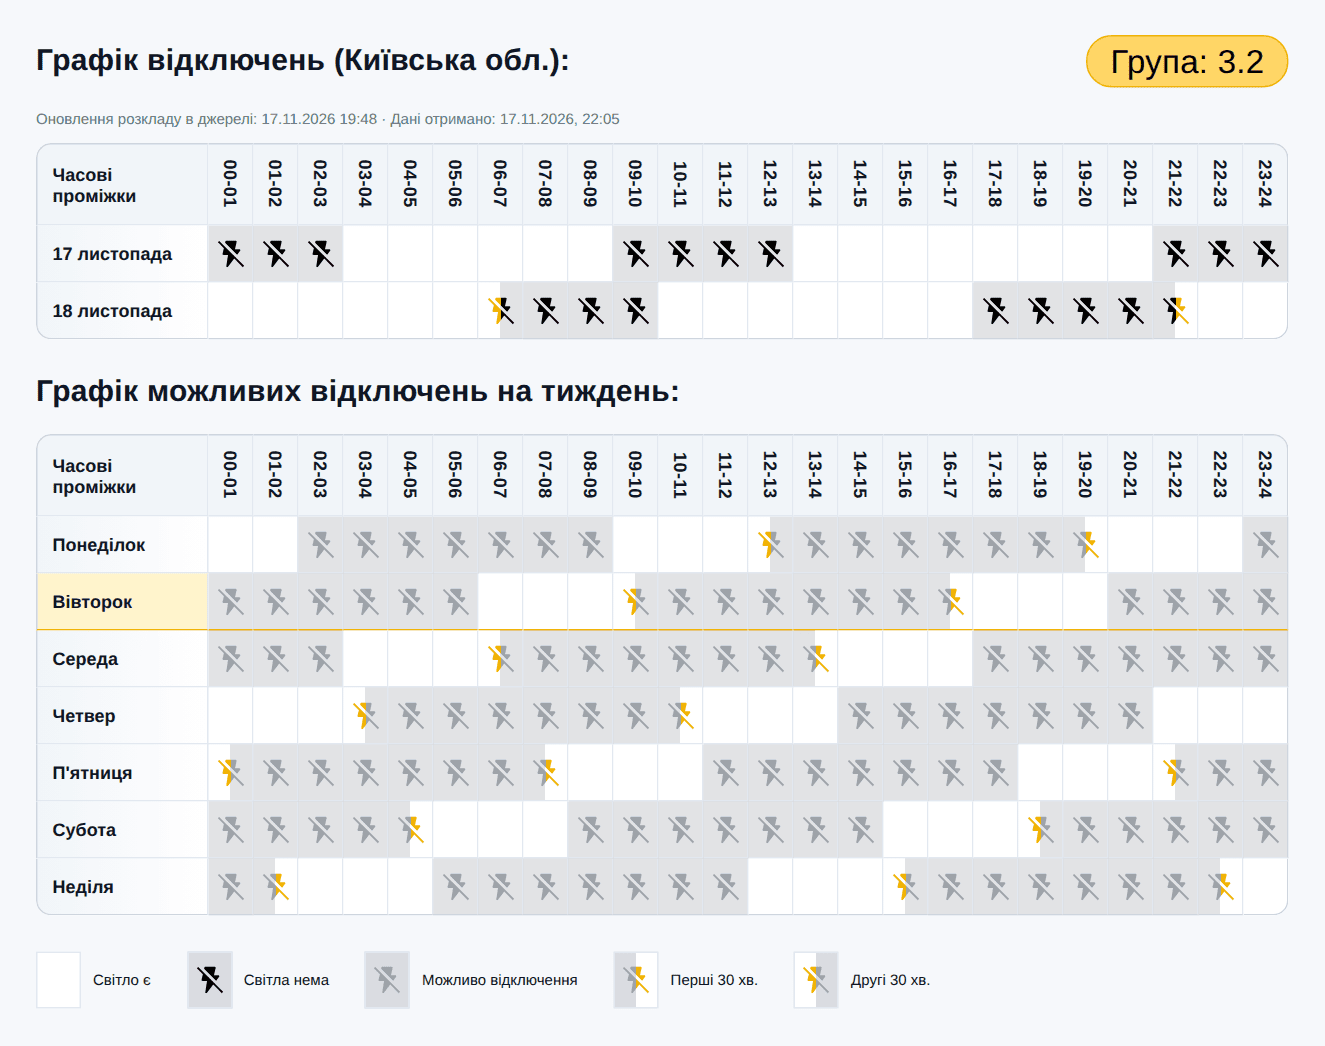 Графік відключень (Київська обл.):
Група: 3.2
Оновлення розкладу в джерелі: 17.11.2026 19:48 · Дані отримано: 17.11.2026, 22:05
Часові проміжки 00-01 01-02 02-03 03-04 04-05 05-06 06-07 07-08 08-09 09-10 10-11 11-12 12-13 13-14 14-15 15-16 16-17 17-18 18-19 19-20 20-21 21-22 22-23 23-24
17 листопада
18 листопада
Графік можливих відключень на тиждень:
Часові проміжки 00-01 01-02 02-03 03-04 04-05 05-06 06-07 07-08 08-09 09-10 10-11 11-12 12-13 13-14 14-15 15-16 16-17 17-18 18-19 19-20 20-21 21-22 22-23 23-24
Понеділок
Вівторок
Середа
Четвер
П'ятниця
Субота
Неділя
Світло є Світла нема Можливо відключення Перші 30 хв. Другі 30 хв.